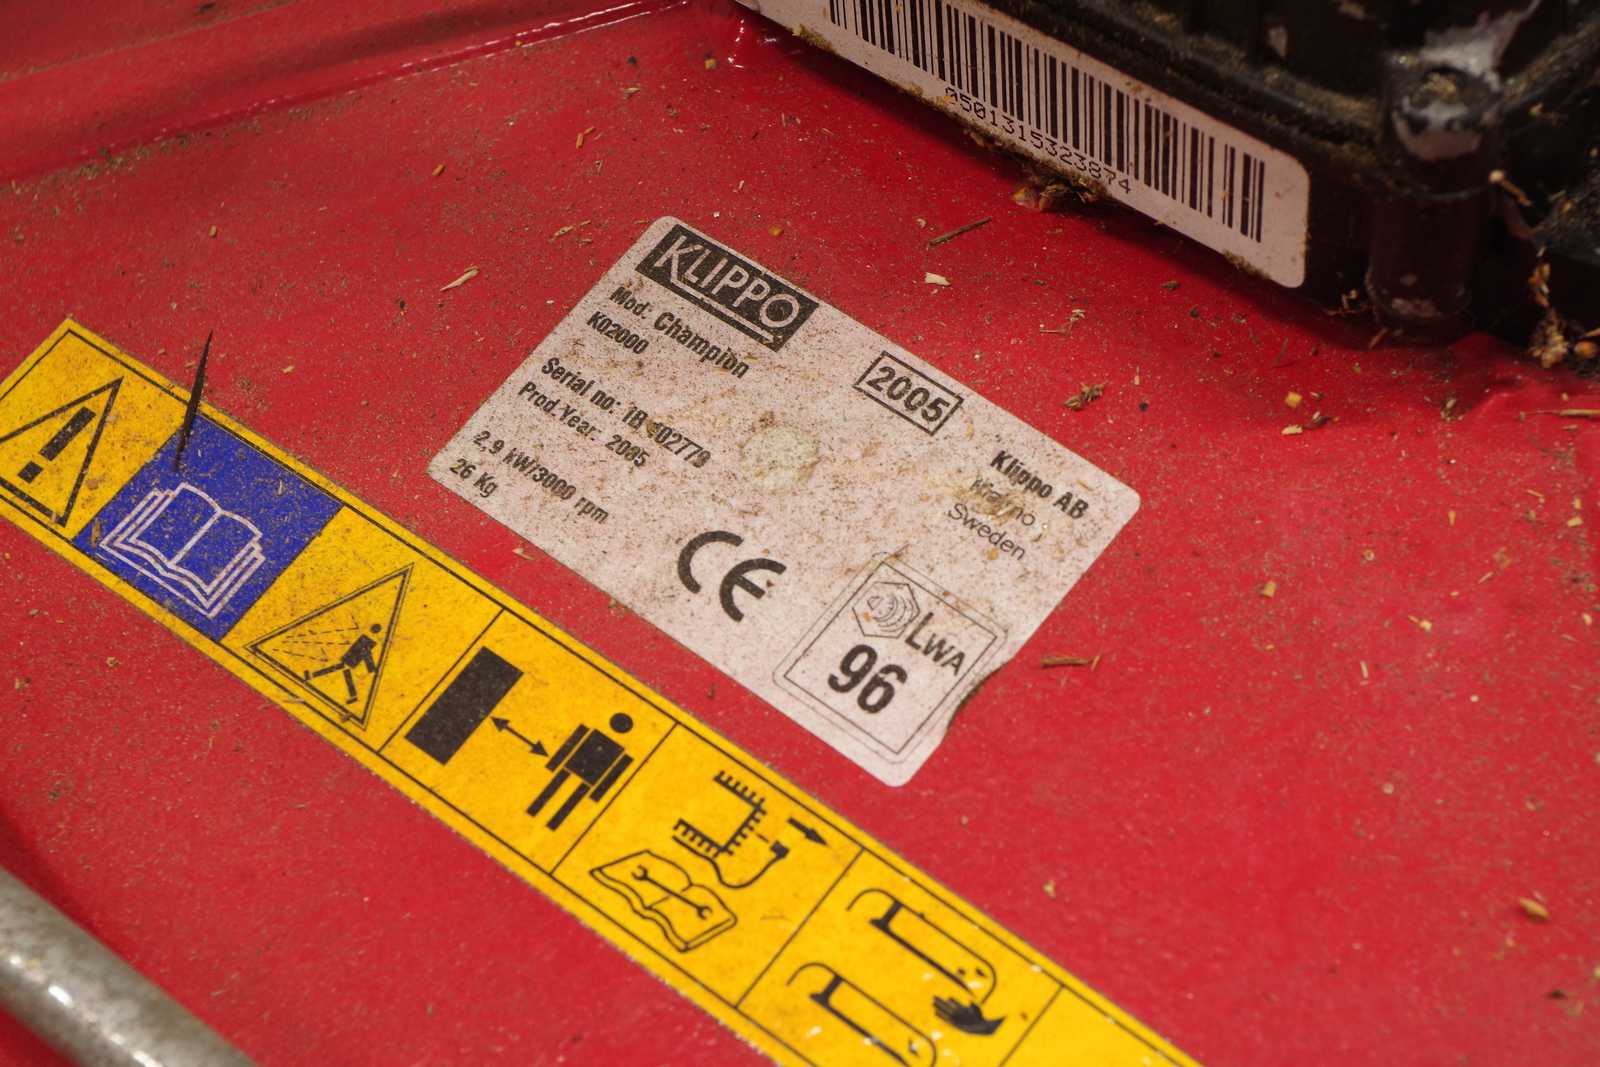 0501315323874
KLIPPO
Mod: Champion
K02000
2005
Serial no: 02779
Prod.Year. 2005
2,9 kW/3000 rpm
26 Kg
Klippo AB
Sweden
CE
LWA
96